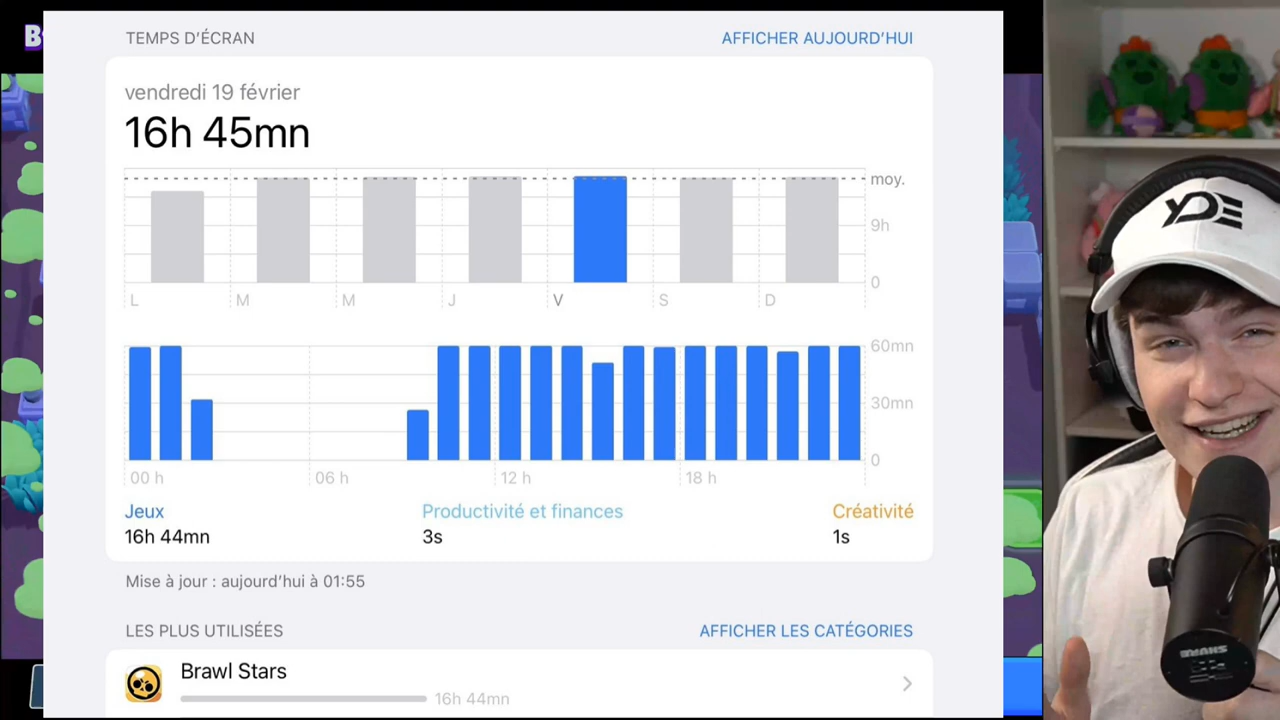 B
TEMPS D'ÉCRAN
AFFICHER AUJOURD'HUI
vendredi 19 février
16h 45mn
moy.
9h
0
L M M J V S D
60mn
30mn
0
00 h 06 h 12 h 18 h
Jeux Productivité et finances Créativité
16h 44mn 3s 1s
Mise à jour : aujourd'hui à 01:55
LES PLUS UTILISÉES
AFFICHER LES CATÉGORIES
Brawl Stars
16h 44mn
YDE
SHURE